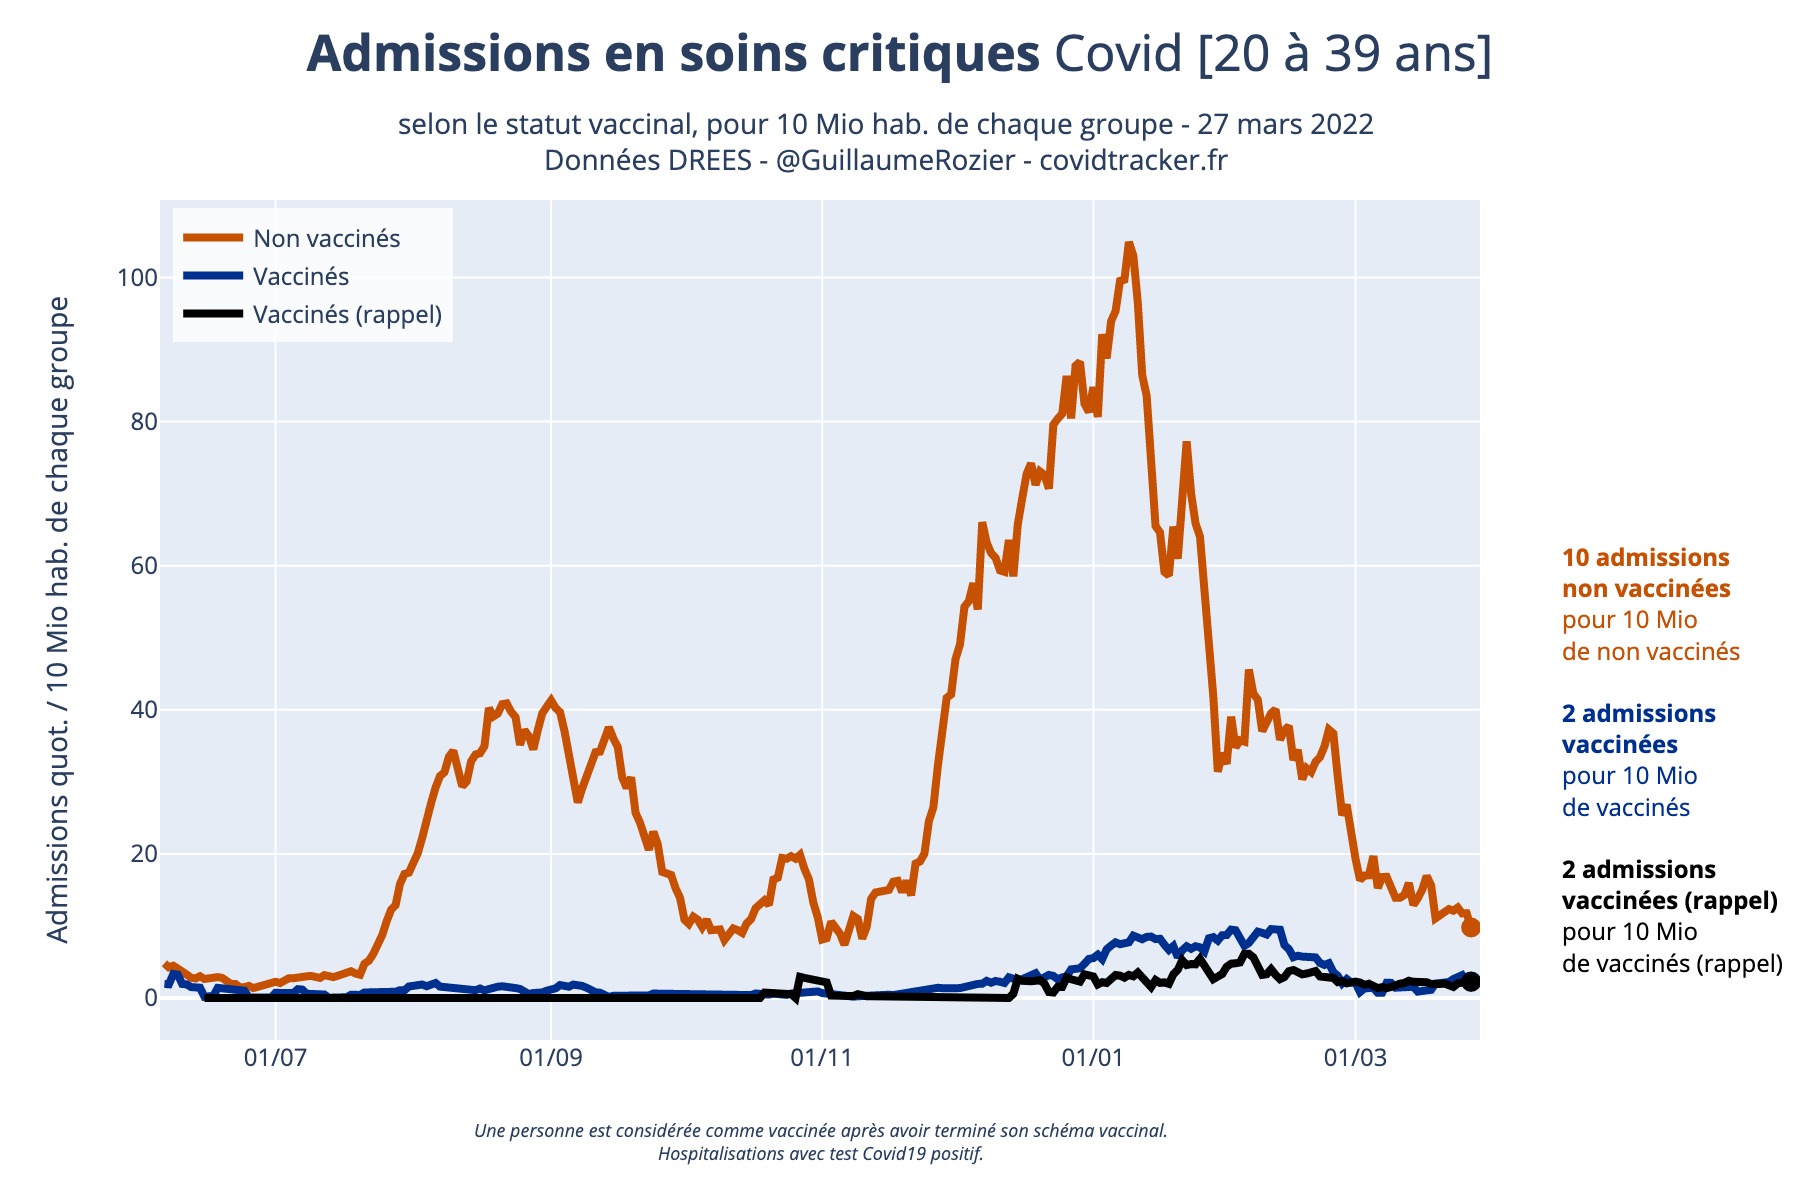 Admissions en soins critiques Covid [20 à 39 ans]
selon le statut vaccinal, pour 10 Mio hab. de chaque groupe - 27 mars 2022
Données DREES - @GuillaumeRozier - covidtracker.fr
Non vaccinés
Vaccinés
Vaccinés (rappel)
Admissions quot. / 10 Mio hab. de chaque groupe
100
80
60
40
20
0
01/07
01/09
01/11
01/01
01/03
10 admissions
non vaccinées
pour 10 Mio
de non vaccinés
2 admissions
vaccinées
pour 10 Mio
de vaccinés
2 admissions
vaccinées (rappel)
pour 10 Mio
de vaccinés (rappel)
Une personne est considérée comme vaccinée après avoir terminé son schéma vaccinal.
Hospitalisations avec test Covid19 positif.